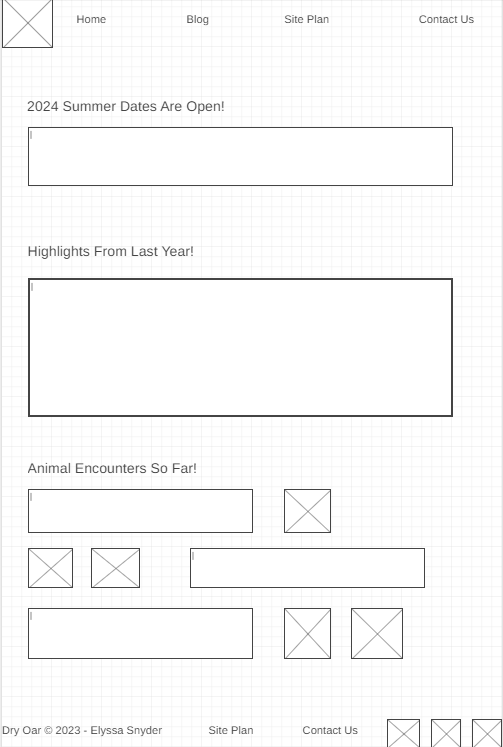 Home Blog Site Plan Contact Us
2024 Summer Dates Are Open!
Highlights From Last Year!
Animal Encounters So Far!
Dry Oar © 2023 - Elyssa Snyder Site Plan Contact Us